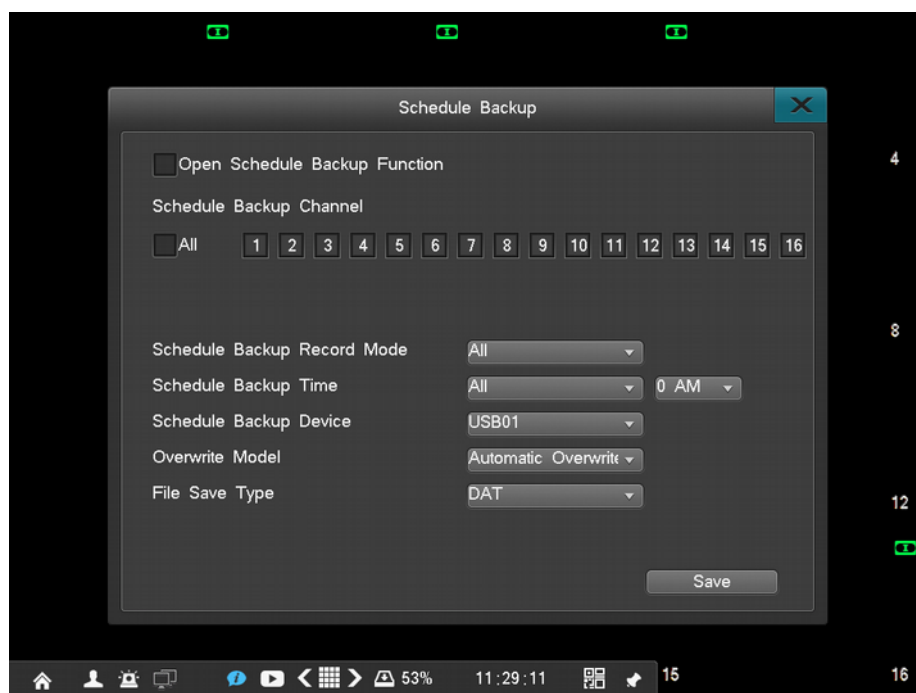 Schedule Backup
Open Schedule Backup Function
4
Schedule Backup Channel
All 1 2 3 4 5 6 7 8 9 10 11 12 13 14 15 16
Schedule Backup Record Mode All
8
Schedule Backup Time All 0 AM
Schedule Backup Device USB01
Overwrite Model Automatic Overwrite
File Save Type DAT
12
Save
53% 11:29:11 15 16